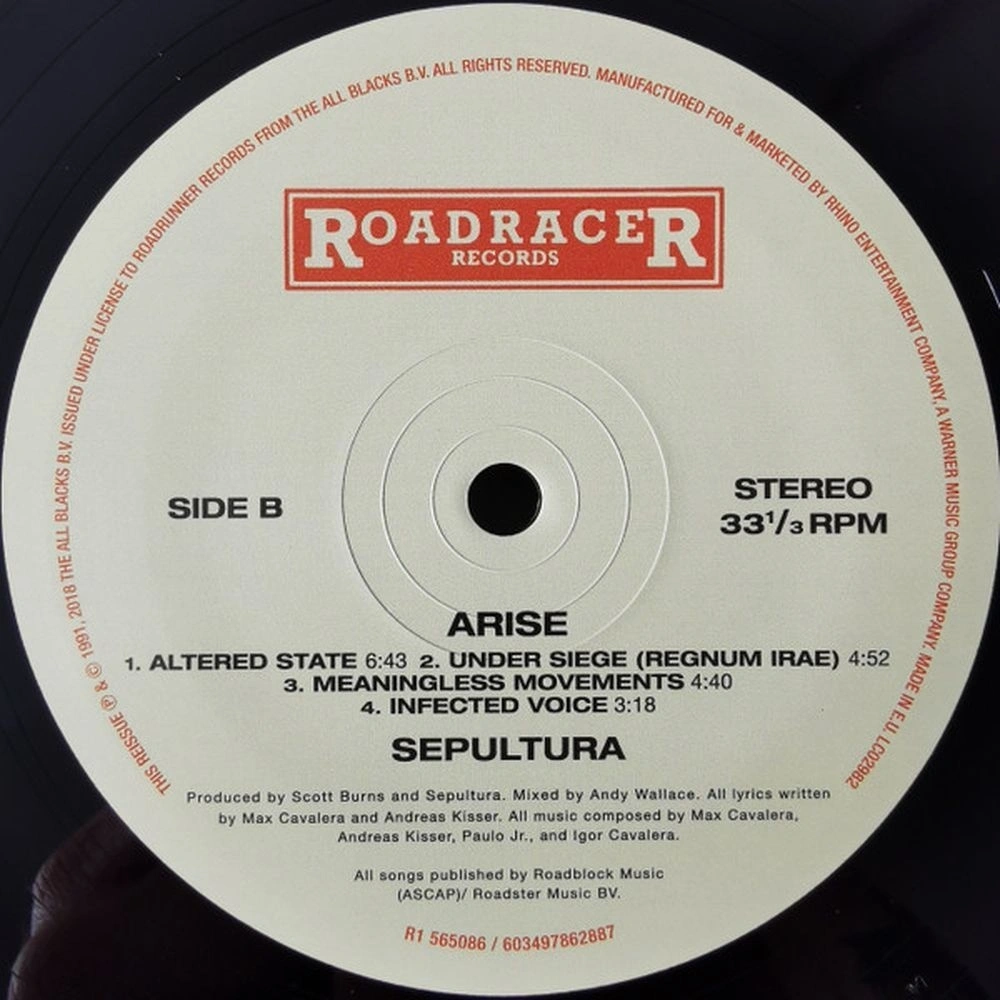 THIS REISSUE ℗ & © 1991, 2018 THE ALL BLACKS B.V. ISSUED UNDER LICENSE TO ROADRUNNER RECORDS FROM THE ALL BLACKS B.V. ALL RIGHTS RESERVED. MANUFACTURED FOR & MARKETED BY RHINO ENTERTAINMENT COMPANY, A WARNER MUSIC GROUP COMPANY. MADE IN E.U. LC02982
ROADRACER
RECORDS
SIDE B
STEREO
33⅓ RPM
ARISE
1. ALTERED STATE 6:43 2. UNDER SIEGE (REGNUM IRAE) 4:52
3. MEANINGLESS MOVEMENTS 4:40
4. INFECTED VOICE 3:18
SEPULTURA
Produced by Scott Burns and Sepultura. Mixed by Andy Wallace. All lyrics written
by Max Cavalera and Andreas Kisser. All music composed by Max Cavalera,
Andreas Kisser, Paulo Jr., and Igor Cavalera.
All songs published by Roadblock Music
(ASCAP)/ Roadster Music BV.
R1 565086 / 603497862887